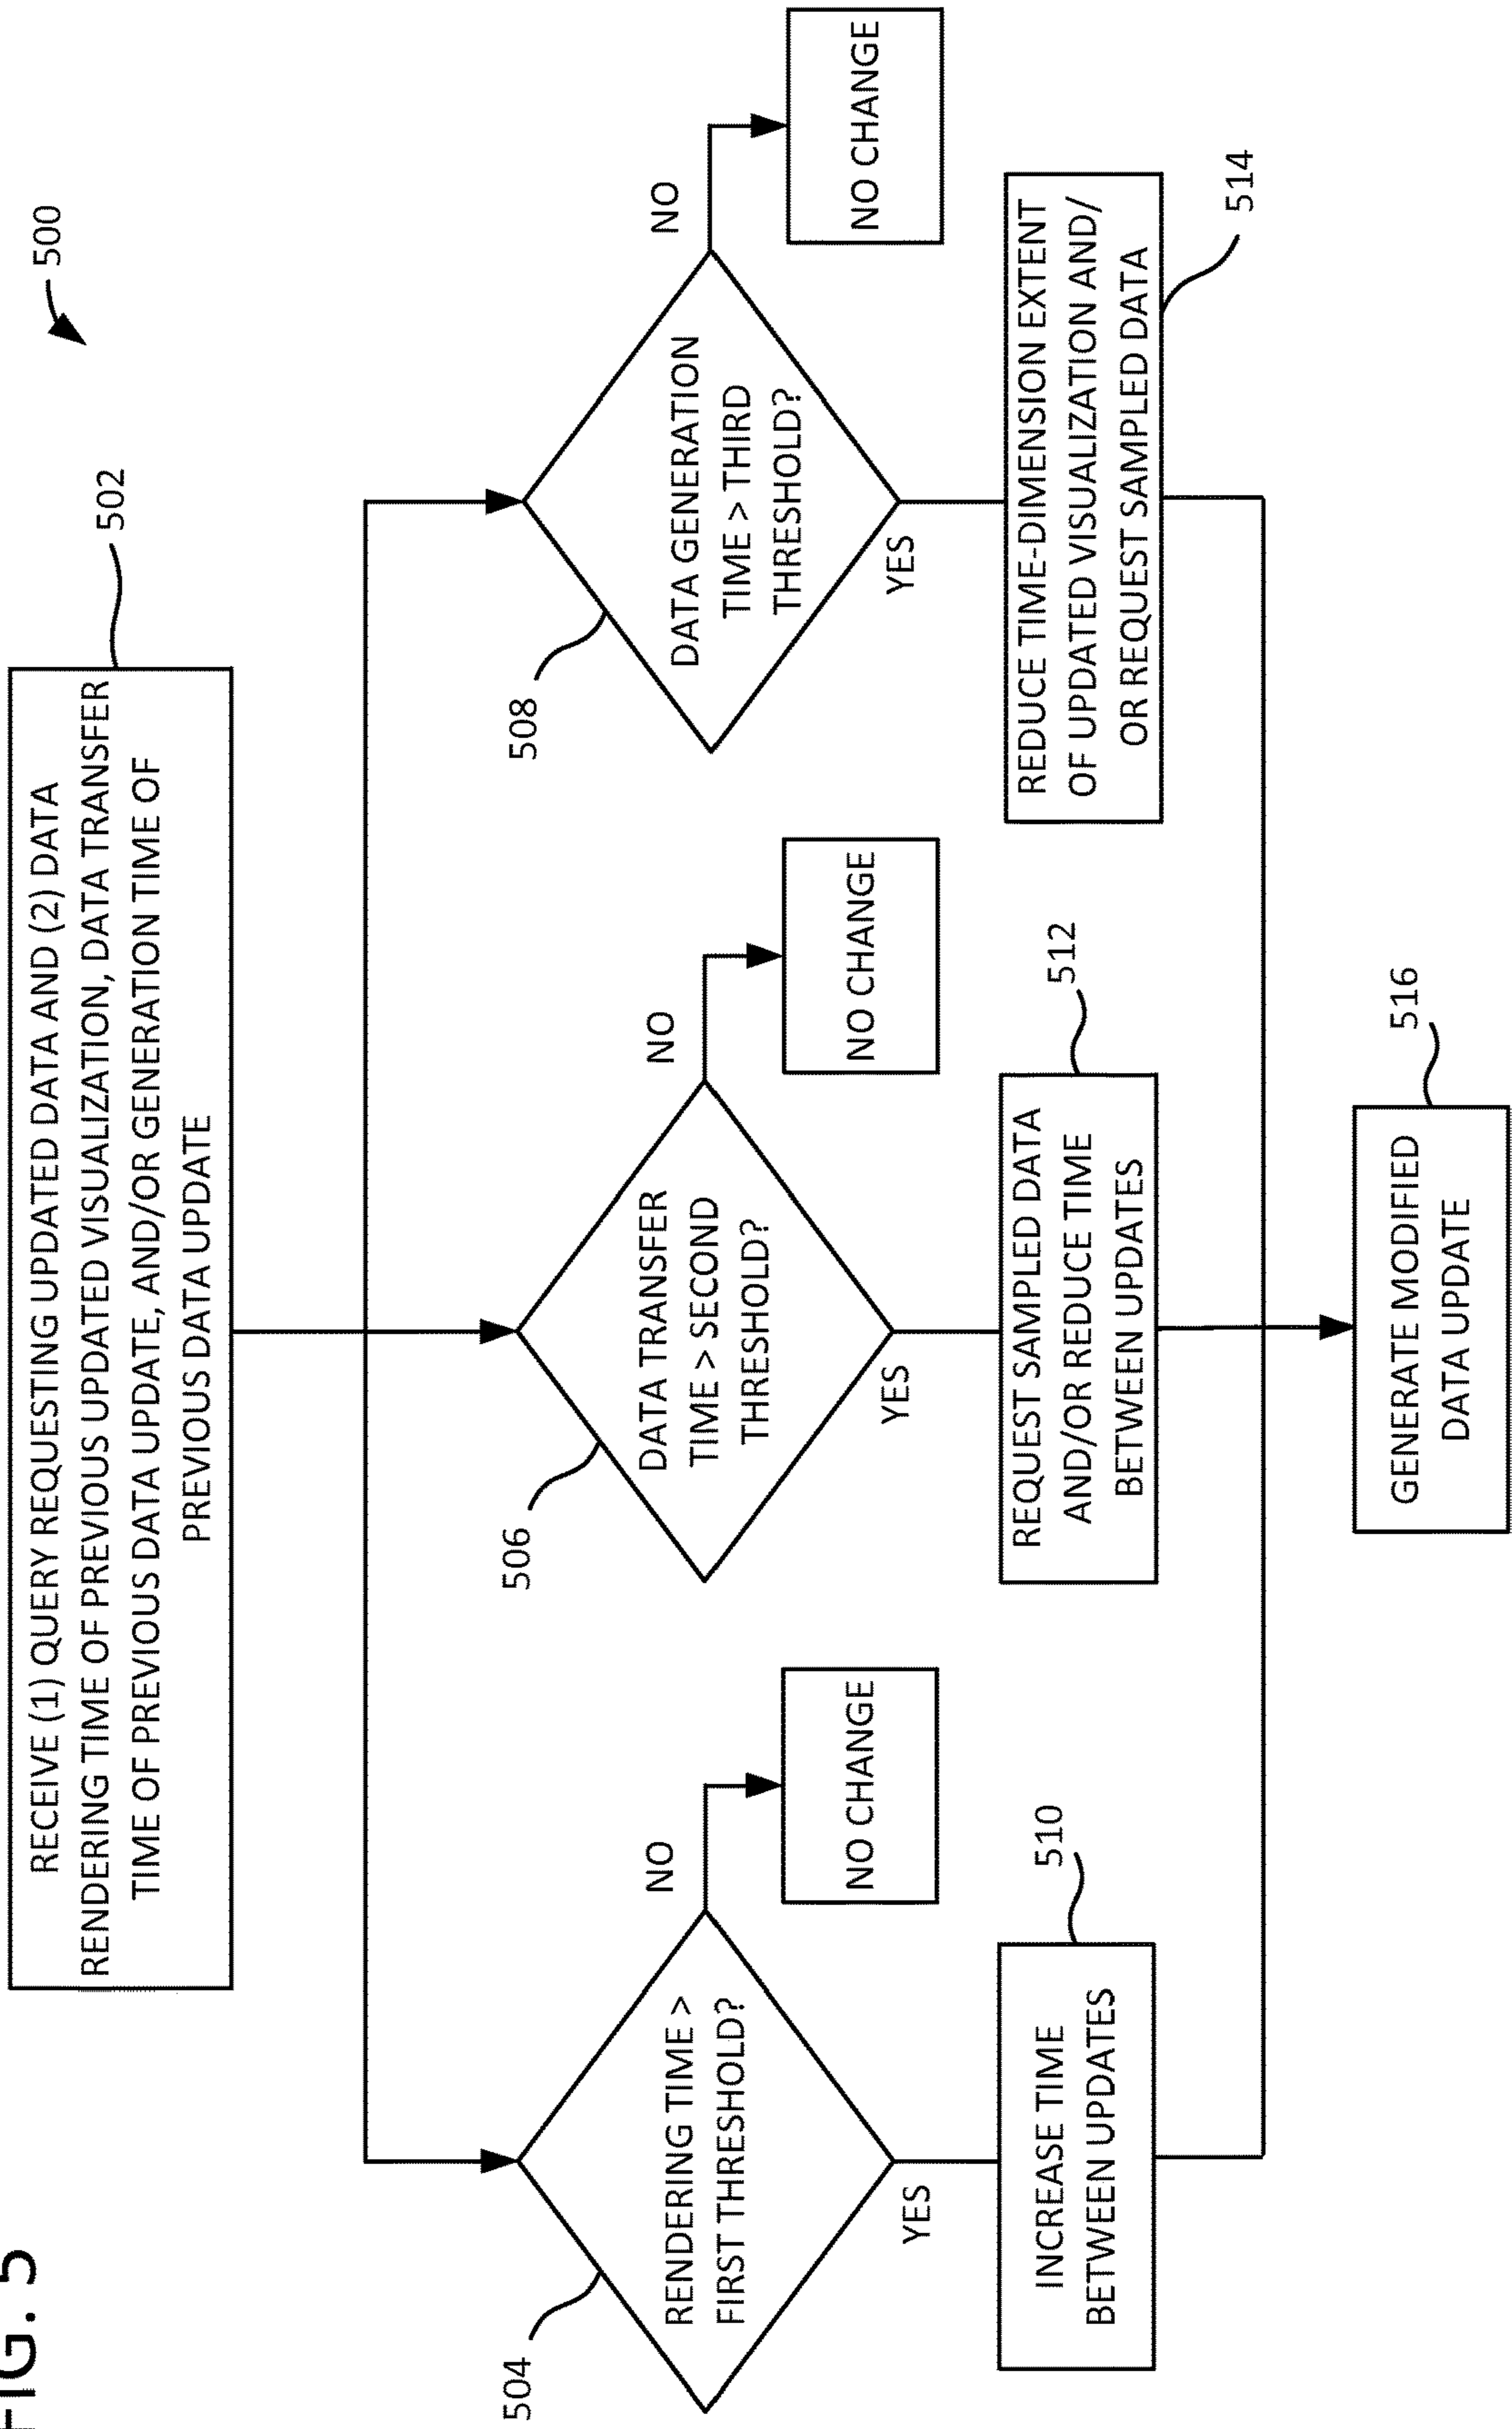 FIG. 5
500
502
RECEIVE (1) QUERY REQUESTING UPDATED DATA AND (2) DATA
RENDERING TIME OF PREVIOUS UPDATED VISUALIZATION, DATA TRANSFER
TIME OF PREVIOUS DATA UPDATE, AND/OR GENERATION TIME OF
PREVIOUS DATA UPDATE
504
RENDERING TIME >
FIRST THRESHOLD?
NO
NO CHANGE
YES
510
INCREASE TIME
BETWEEN UPDATES
506
DATA TRANSFER
TIME > SECOND
THRESHOLD?
NO
NO CHANGE
YES
512
REQUEST SAMPLED DATA
AND/OR REDUCE TIME
BETWEEN UPDATES
508
DATA GENERATION
TIME > THIRD
THRESHOLD?
NO
NO CHANGE
YES
514
REDUCE TIME-DIMENSION EXTENT
OF UPDATED VISUALIZATION AND/
OR REQUEST SAMPLED DATA
516
GENERATE MODIFIED
DATA UPDATE